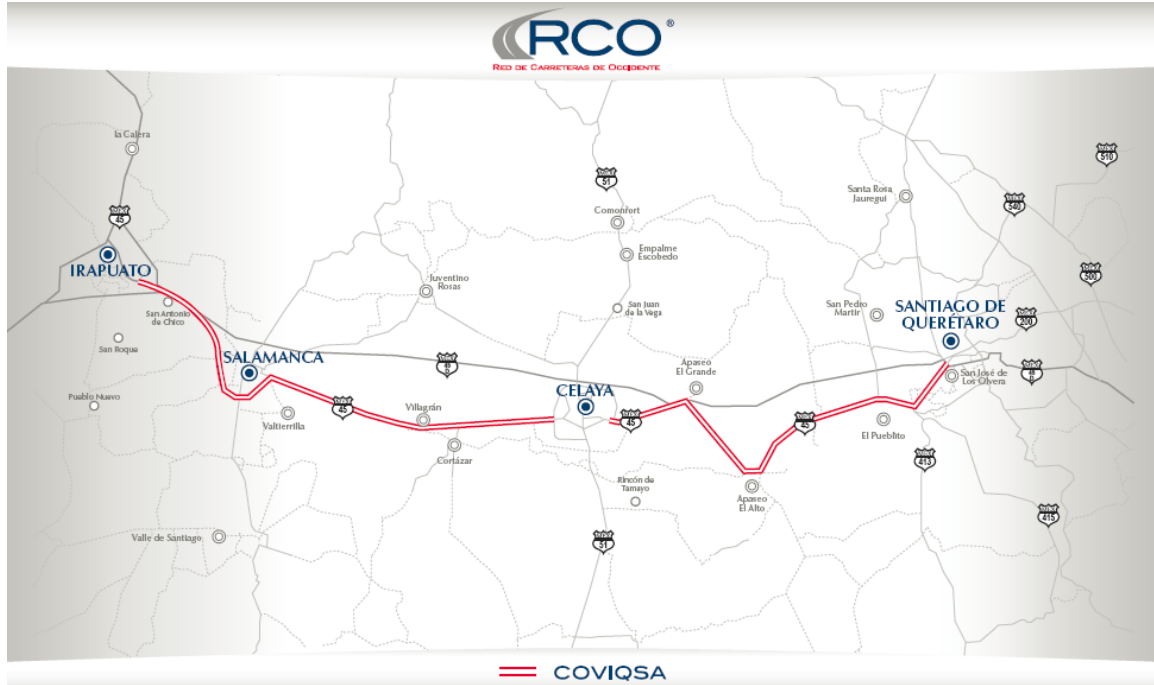 RCO®
RED DE CARRETERAS DE OCCIDENTE
la Calera
45
IRAPUATO
San Antonio
de Chico
San Roque
Pueblo Nuevo
SALAMANCA
Valtierrilla
Valle de Santiago
45
Juventino
Rosas
45
D
Villagrán
Cortázar
51
Comonfort
Empalme
Escobedo
San Juan
de la Vega
CELAYA
45
Apaseo
El Grande
Rincón de
Tamayo
51
Apaseo
El Alto
45
Santa Rosa
Jauregui
San Pedro
Martir
SANTIAGO DE
QUERÉTARO
San José de
Los Olvera
El Pueblito
510
540
500
200
45
D
413
415
COVIQSA